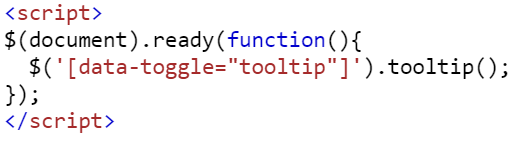 <script>
$(document).ready(function(){
  $('[data-toggle="tooltip"]').tooltip();
});
</script>